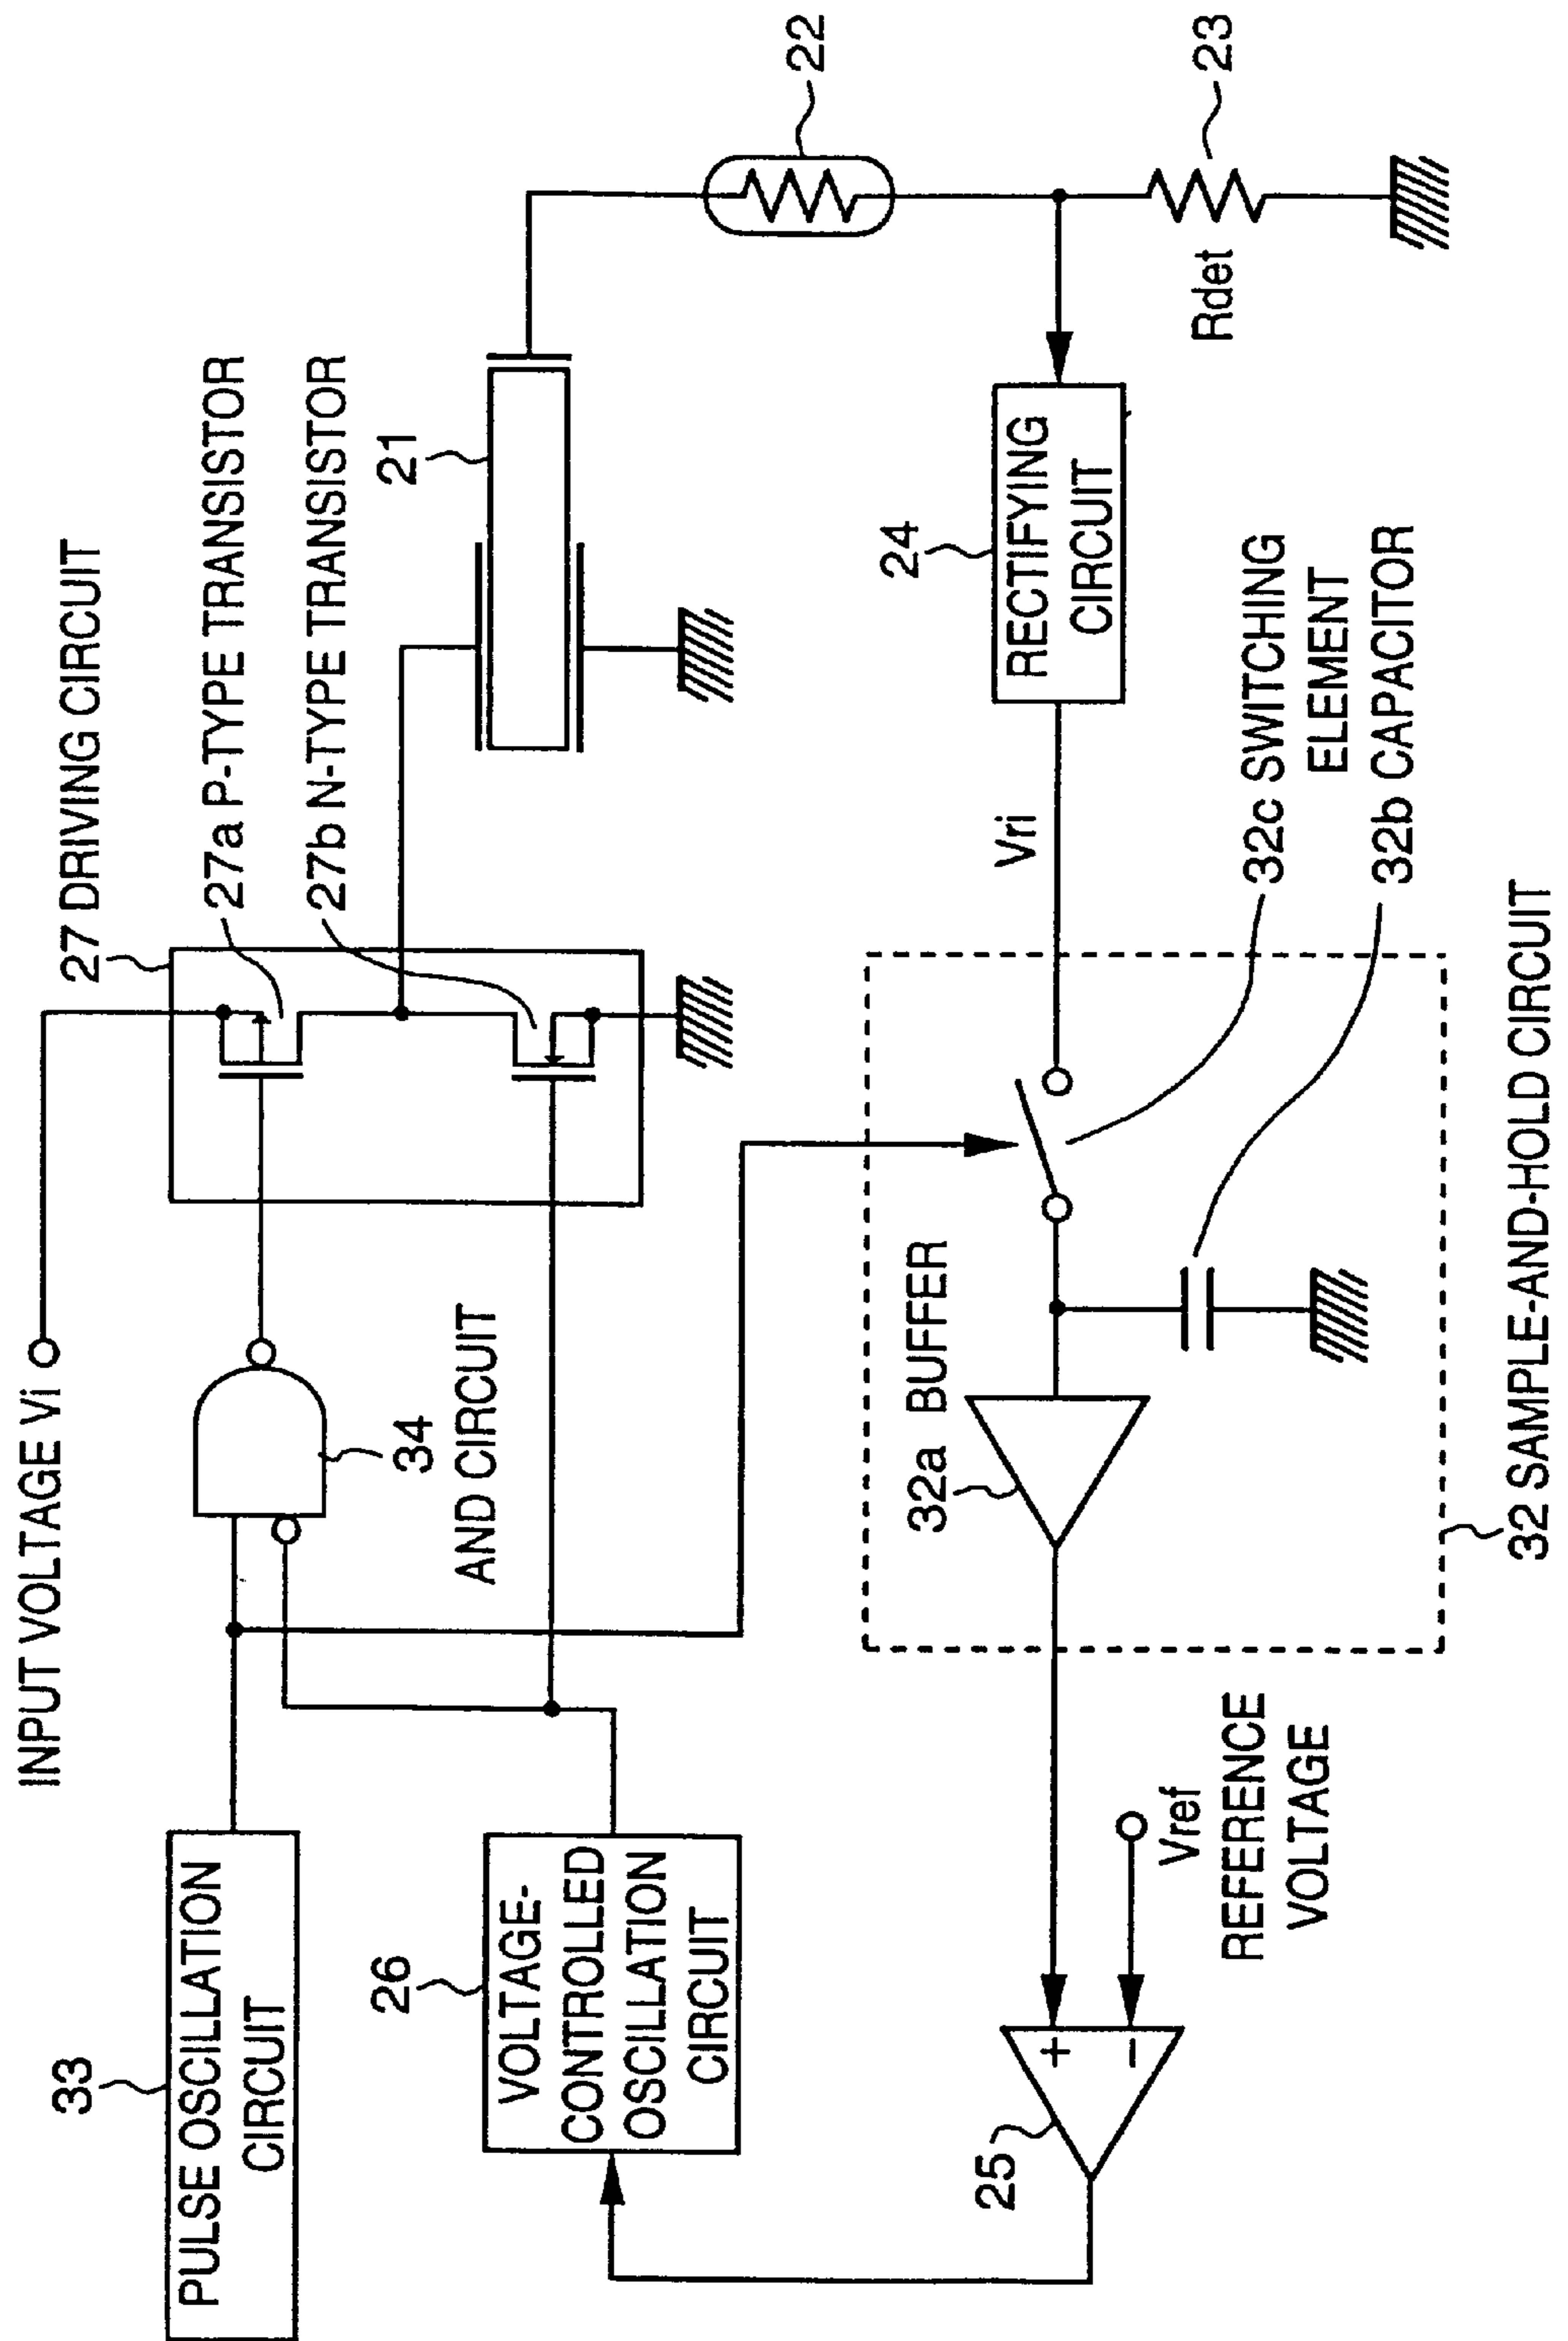 INPUT VOLTAGE Vi
27 DRIVING CIRCUIT
27a P-TYPE TRANSISTOR
27b N-TYPE TRANSISTOR
33
PULSE OSCILLATION
CIRCUIT
34
AND CIRCUIT
21
22
26
VOLTAGE-
CONTROLLED
OSCILLATION
CIRCUIT
23
Rdet
24
RECTIFYING
CIRCUIT
Vri
32a BUFFER
32c SWITCHING
ELEMENT
32b CAPACITOR
32 SAMPLE-AND-HOLD CIRCUIT
25
+
−
Vref
REFERENCE
VOLTAGE